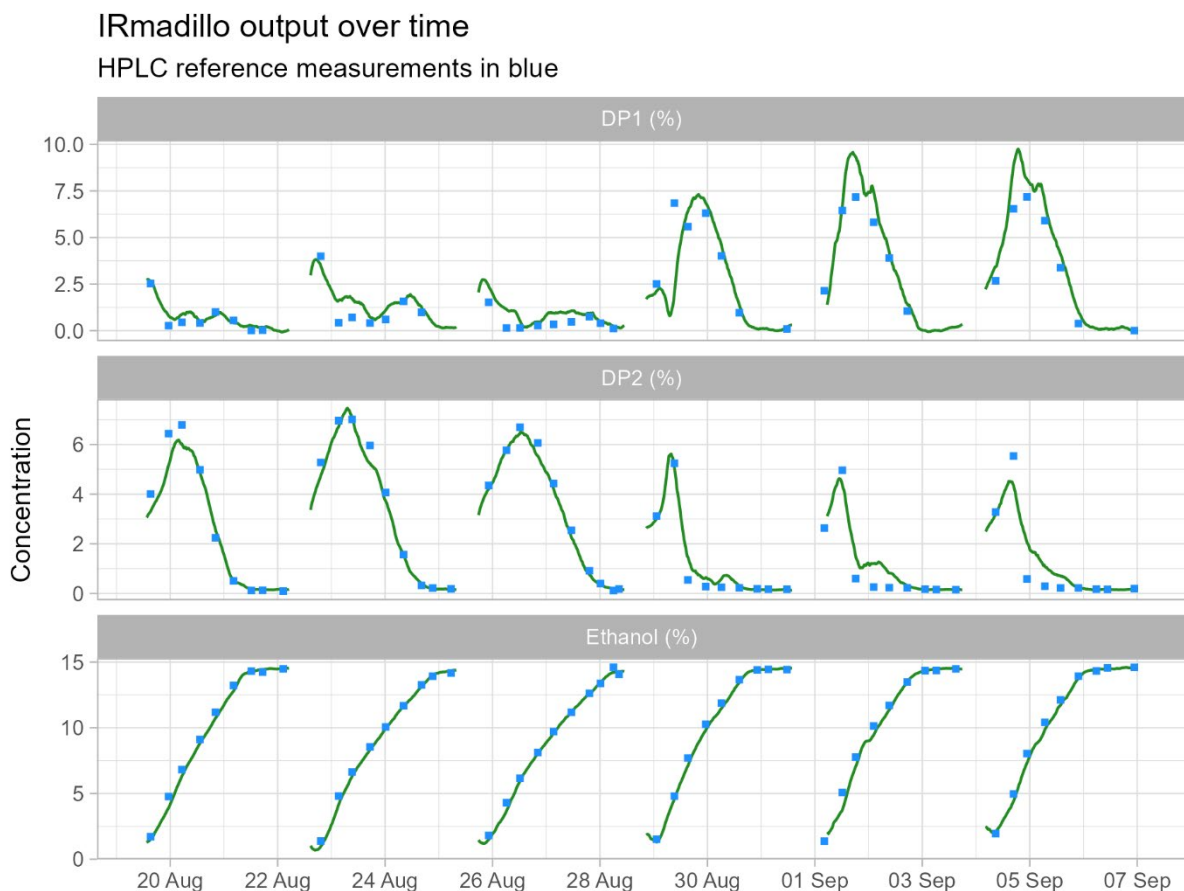 IRmadillo output over time
HPLC reference measurements in blue
DP1 (%)
10.0
7.5
5.0
2.5
0.0
DP2 (%)
6
4
2
0
Concentration
Ethanol (%)
15
10
5
0
20 Aug 22 Aug 24 Aug 26 Aug 28 Aug 30 Aug 01 Sep 03 Sep 05 Sep 07 Sep